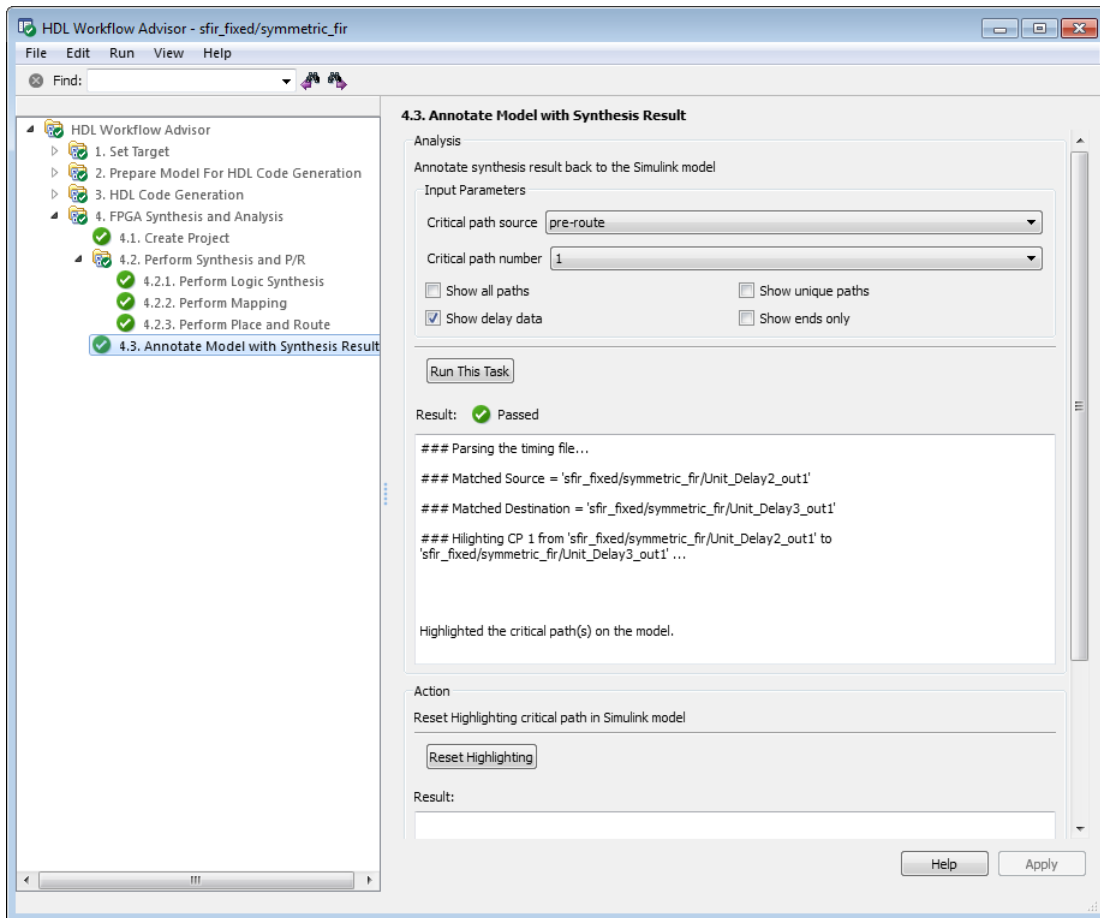 HDL Workflow Advisor - sfir_fixed/symmetric_fir
File Edit Run View Help
Find:
HDL Workflow Advisor
1. Set Target
2. Prepare Model For HDL Code Generation
3. HDL Code Generation
4. FPGA Synthesis and Analysis
4.1. Create Project
4.2. Perform Synthesis and P/R
4.2.1. Perform Logic Synthesis
4.2.2. Perform Mapping
4.2.3. Perform Place and Route
4.3. Annotate Model with Synthesis Result
4.3. Annotate Model with Synthesis Result
Analysis
Annotate synthesis result back to the Simulink model
Input Parameters
Critical path source pre-route
Critical path number 1
Show all paths Show unique paths
Show delay data Show ends only
Run This Task
Result: Passed
### Parsing the timing file...
### Matched Source = 'sfir_fixed/symmetric_fir/Unit_Delay2_out1'
### Matched Destination = 'sfir_fixed/symmetric_fir/Unit_Delay3_out1'
### Hilighting CP 1 from 'sfir_fixed/symmetric_fir/Unit_Delay2_out1' to
'sfir_fixed/symmetric_fir/Unit_Delay3_out1' ...
Highlighted the critical path(s) on the model.
Action
Reset Highlighting critical path in Simulink model
Reset Highlighting
Result:
Help Apply